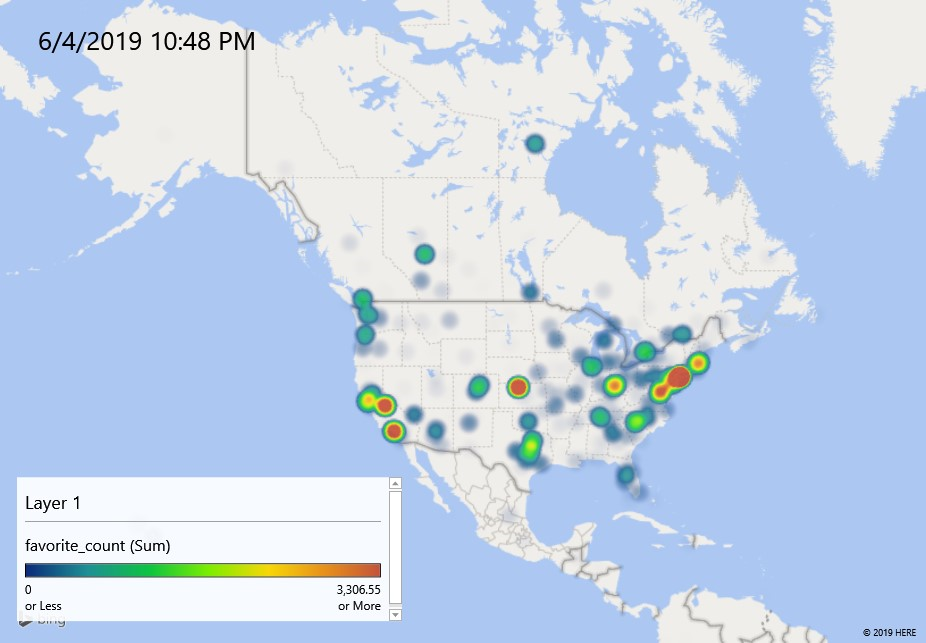 6/4/2019 10:48 PM
Layer 1
favorite_count (Sum)
0 3,306.55
or Less or More
bing
© 2019 HERE